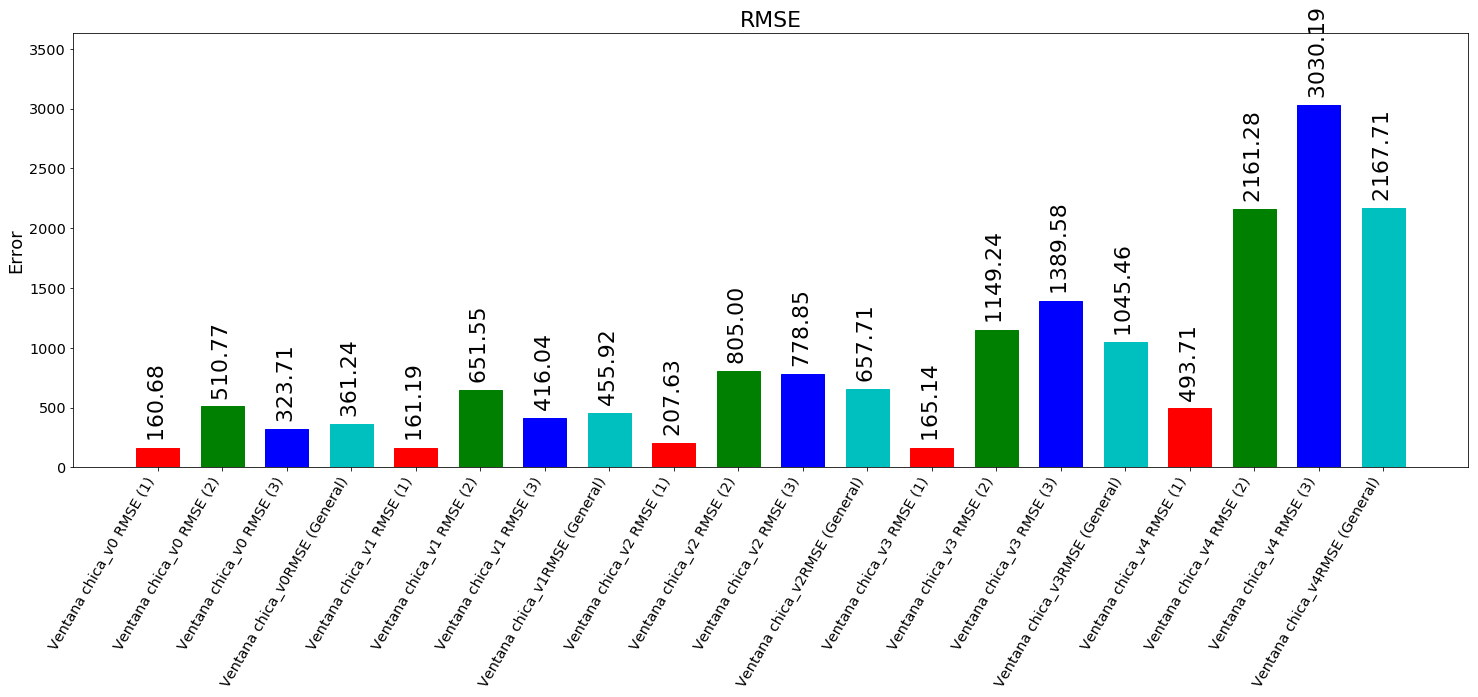 RMSE
Error
3500
3000
2500
2000
1500
1000
500
0
160.68
510.77
323.71
361.24
161.19
651.55
416.04
455.92
207.63
805.00
778.85
657.71
165.14
1149.24
1389.58
1045.46
493.71
2161.28
3030.19
2167.71
Ventana chica_v0 RMSE (1)
Ventana chica_v0 RMSE (2)
Ventana chica_v0 RMSE (3)
Ventana chica_v0RMSE (General)
Ventana chica_v1 RMSE (1)
Ventana chica_v1 RMSE (2)
Ventana chica_v1 RMSE (3)
Ventana chica_v1RMSE (General)
Ventana chica_v2 RMSE (1)
Ventana chica_v2 RMSE (2)
Ventana chica_v2 RMSE (3)
Ventana chica_v2RMSE (General)
Ventana chica_v3 RMSE (1)
Ventana chica_v3 RMSE (2)
Ventana chica_v3 RMSE (3)
Ventana chica_v3RMSE (General)
Ventana chica_v4 RMSE (1)
Ventana chica_v4 RMSE (2)
Ventana chica_v4 RMSE (3)
Ventana chica_v4RMSE (General)